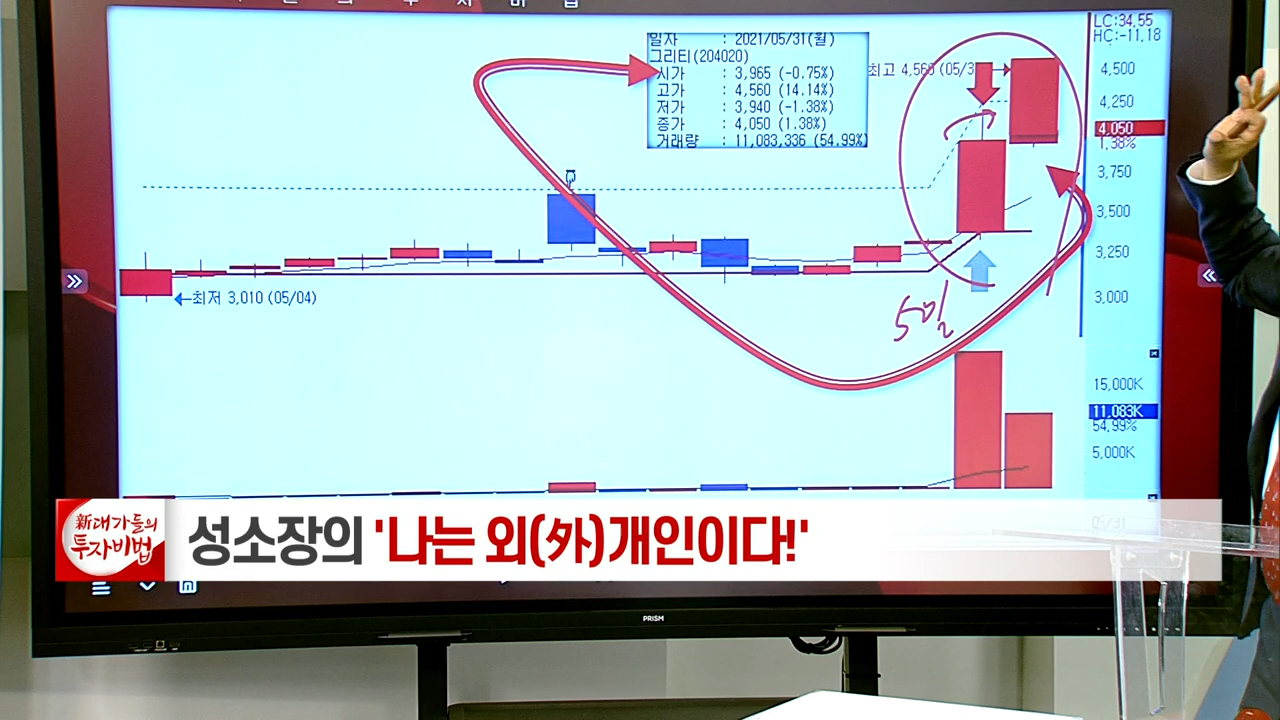 LC:34.55
HC:-11.18
일자 : 2021/05/31(월)
그리티(204020)
시가 : 3,965 (-0.75%)
고가 : 4,560 (14.14%)
저가 : 3,940 (-1.38%)
종가 : 4,050 (1.38%)
거래량 : 11,083,336 (54.99%)
최고 4,560 (05/3
4,500
4,250
4,050
1.38%
3,750
3,500
3,250
3,000
←최저 3,010 (05/04)
5일
15,000K
11,083K
54.99%
5,000K
05/31
新대가들의
투자비법
성소장의 '나는 외(外)개인이다!'
PRISM